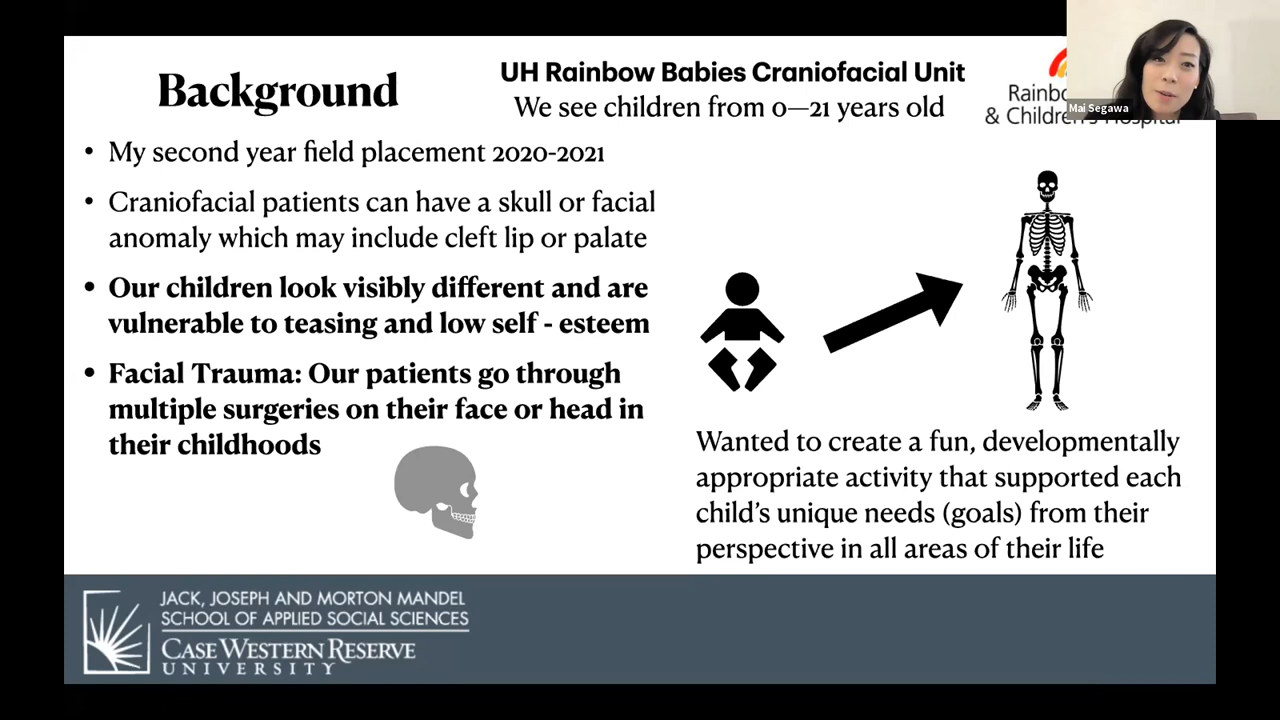 Background
UH Rainbow Babies Craniofacial Unit
We see children from 0—21 years old
Rainbo
& Children's Hospital
Mai Segawa
• My second year field placement 2020-2021
• Craniofacial patients can have a skull or facial
anomaly which may include cleft lip or palate
• Our children look visibly different and are
vulnerable to teasing and low self - esteem
• Facial Trauma: Our patients go through
multiple surgeries on their face or head in
their childhoods
Wanted to create a fun, developmentally
appropriate activity that supported each
child’s unique needs (goals) from their
perspective in all areas of their life
JACK, JOSEPH AND MORTON MANDEL
SCHOOL OF APPLIED SOCIAL SCIENCES
CASE WESTERN RESERVE
UNIVERSITY